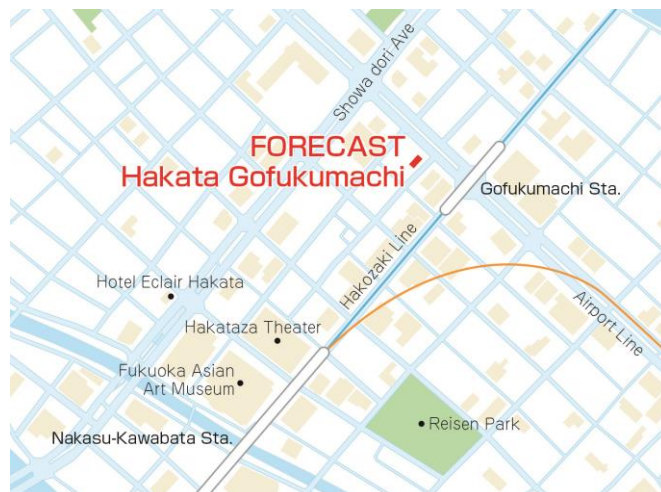 Showa dori Ave
FORECAST
Hakata Gofukumachi
Gofukumachi Sta.
Hakozaki Line
Airport Line
Hotel Eclair Hakata
Hakataza Theater
Fukuoka Asian
Art Museum
Reisen Park
Nakasu-Kawabata Sta.